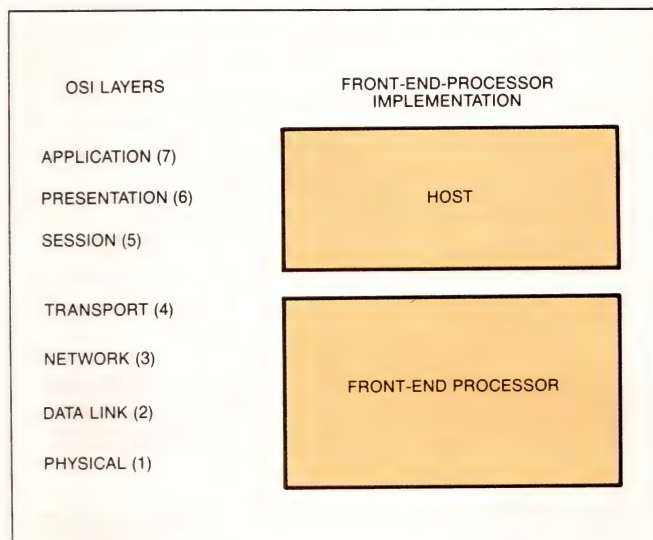 OSI LAYERS
FRONT-END-PROCESSOR
IMPLEMENTATION
APPLICATION (7)
PRESENTATION (6)
SESSION (5)
HOST
TRANSPORT (4)
NETWORK (3)
DATA LINK (2)
PHYSICAL (1)
FRONT-END PROCESSOR